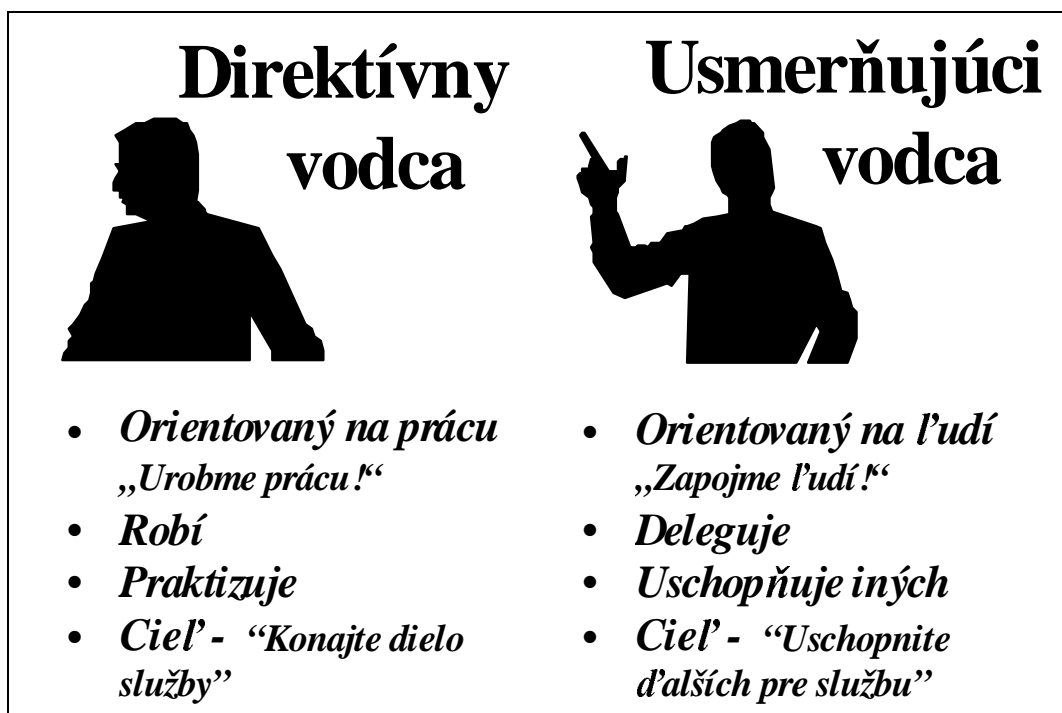 Direktívny
vodca
• Orientovaný na prácu
„Urobme prácu!“
• Robí
• Praktizuje
• Cieľ - “Konajte dielo
služby”
Usmerňujúci
vodca
• Orientovaný na ľudí
„Zapojme ľudí!“
• Deleguje
• Uschopňuje iných
• Cieľ - “Uschopnite
ďalších pre službu”